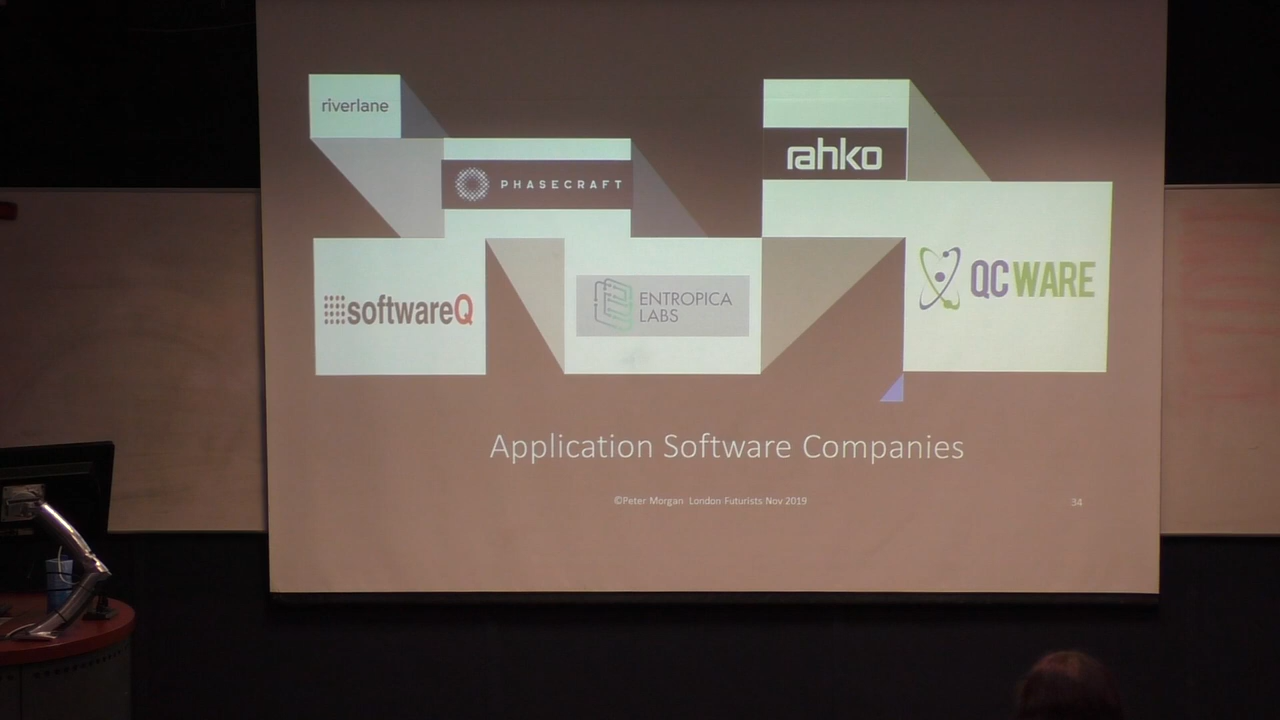 riverlane
PHASECRAFT
rahko
softwareQ
ENTROPICA
LABS
QC WARE
Application Software Companies
©Peter Morgan London Futurists Nov 2019
34